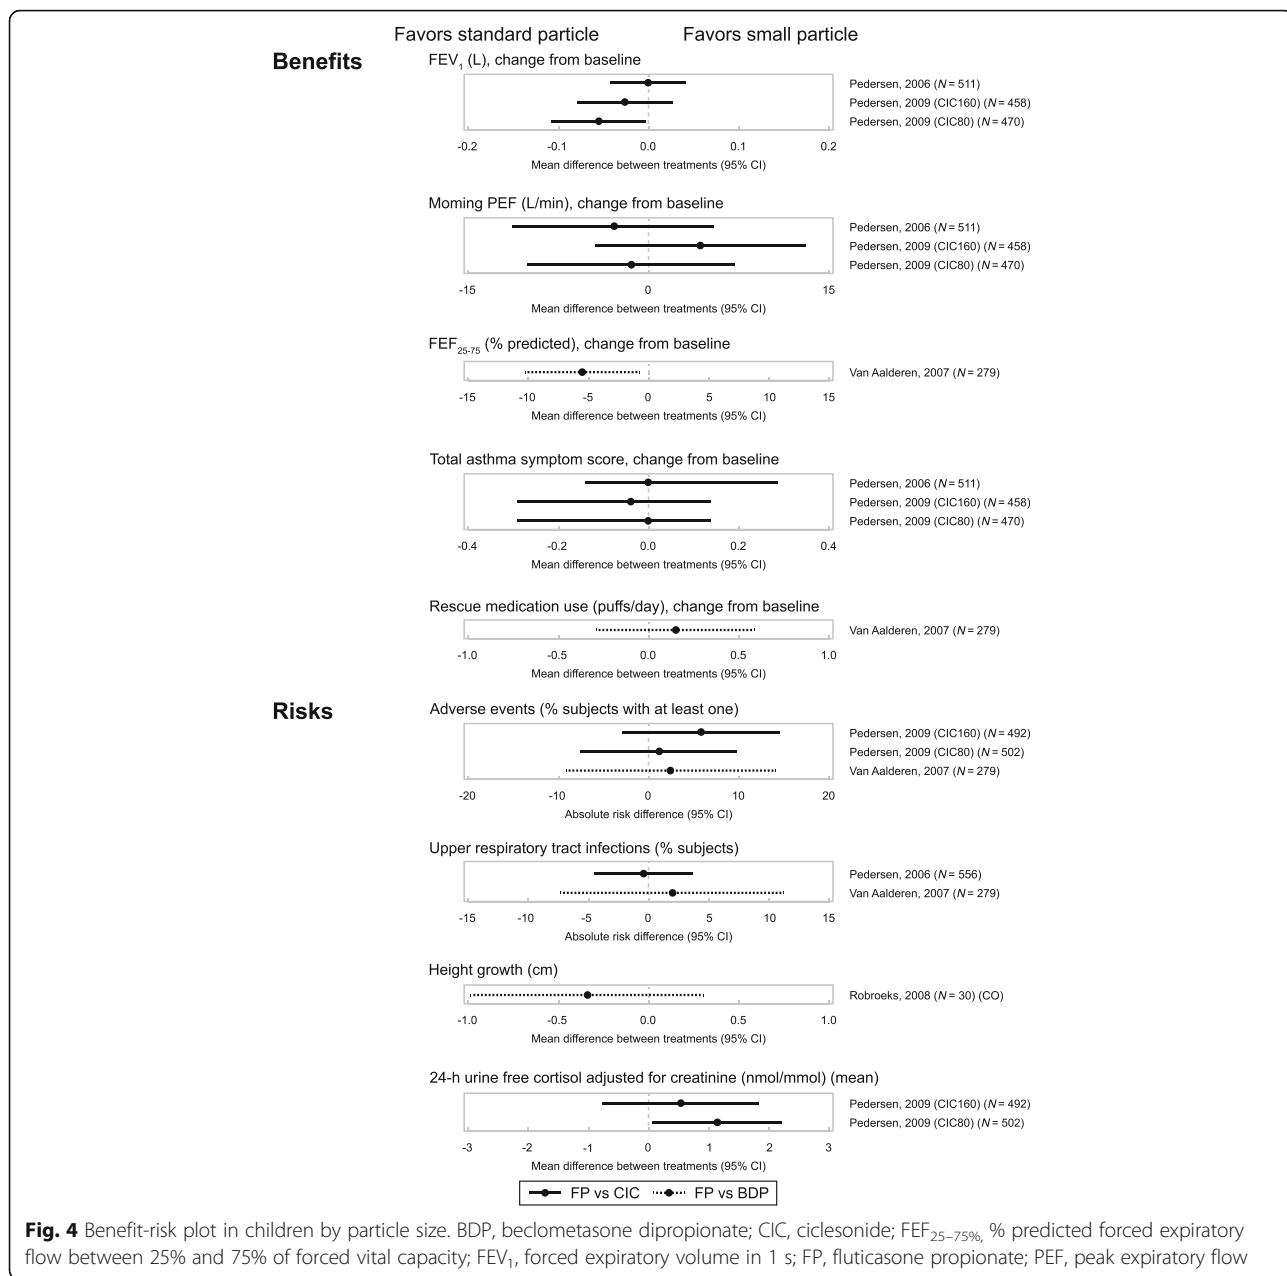 Favors standard particle Favors small particle
Benefits
FEV1 (L), change from baseline
Pedersen, 2006 (N = 511)
Pedersen, 2009 (CIC160) (N = 458)
Pedersen, 2009 (CIC80) (N = 470)
-0.2 -0.1 0.0 0.1 0.2
Mean difference between treatments (95% CI)
Moming PEF (L/min), change from baseline
Pedersen, 2006 (N = 511)
Pedersen, 2009 (CIC160) (N = 458)
Pedersen, 2009 (CIC80) (N = 470)
-15 0 15
Mean difference between treatments (95% CI)
FEF25-75 (% predicted), change from baseline
Van Aalderen, 2007 (N = 279)
-15 -10 -5 0 5 10 15
Mean difference between treatments (95% CI)
Total asthma symptom score, change from baseline
Pedersen, 2006 (N = 511)
Pedersen, 2009 (CIC160) (N = 458)
Pedersen, 2009 (CIC80) (N = 470)
-0.4 -0.2 0.0 0.2 0.4
Mean difference between treatments (95% CI)
Rescue medication use (puffs/day), change from baseline
Van Aalderen, 2007 (N = 279)
-1.0 -0.5 0.0 0.5 1.0
Mean difference between treatments (95% CI)
Risks
Adverse events (% subjects with at least one)
Pedersen, 2009 (CIC160) (N = 492)
Pedersen, 2009 (CIC80) (N = 502)
Van Aalderen, 2007 (N = 279)
-20 -10 0 10 20
Absolute risk difference (95% CI)
Upper respiratory tract infections (% subjects)
Pedersen, 2006 (N = 556)
Van Aalderen, 2007 (N = 279)
-15 -10 -5 0 5 10 15
Absolute risk difference (95% CI)
Height growth (cm)
Robroeks, 2008 (N = 30) (CO)
-1.0 -0.5 0.0 0.5 1.0
Mean difference between treatments (95% CI)
24-h urine free cortisol adjusted for creatinine (nmol/mmol) (mean)
Pedersen, 2009 (CIC160) (N = 492)
Pedersen, 2009 (CIC80) (N = 502)
-3 -2 -1 0 1 2 3
Mean difference between treatments (95% CI)
FP vs CIC FP vs BDP
Fig. 4 Benefit-risk plot in children by particle size. BDP, beclometasone dipropionate; CIC, ciclesonide; FEF25–75%, % predicted forced expiratory
flow between 25% and 75% of forced vital capacity; FEV1, forced expiratory volume in 1 s; FP, fluticasone propionate; PEF, peak expiratory flow